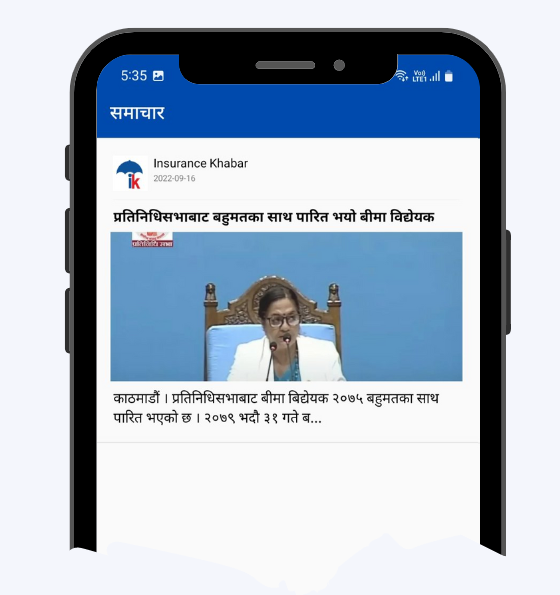 5:35
Vo)) LTE1
समाचार
ik
Insurance Khabar
2022-09-16
प्रतिनिधिसभाबाट बहुमतका साथ पारित भयो बीमा विद्येयक
प्रतिनिधि सभा
काठमाडौं । प्रतिनिधिसभाबाट बीमा बिद्येयक २०७५ बहुमतका साथ
पारित भएको छ । २०७९ भदौ ३१ गते ब...